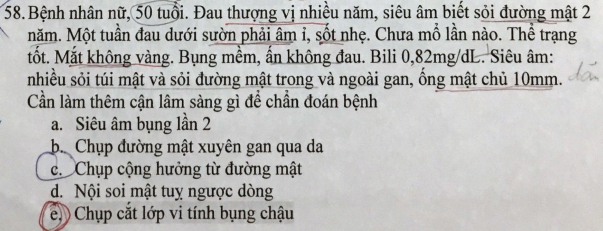 58. Bệnh nhân nữ, 50 tuổi. Đau thượng vị nhiều năm, siêu âm biết sỏi đường mật 2
năm. Một tuần đau dưới sườn phải âm ỉ, sốt nhẹ. Chưa mổ lần nào. Thể trạng
tốt. Mắt không vàng. Bụng mềm, ấn không đau. Bili 0,82mg/dL. Siêu âm:
nhiều sỏi túi mật và sỏi đường mật trong và ngoài gan, ống mật chủ 10mm. dãn
Cần làm thêm cận lâm sàng gì để chẩn đoán bệnh
a. Siêu âm bụng lần 2
b. Chụp đường mật xuyên gan qua da
c. Chụp cộng hưởng từ đường mật
d. Nội soi mật tuỵ ngược dòng
e. Chụp cắt lớp vi tính bụng chậu